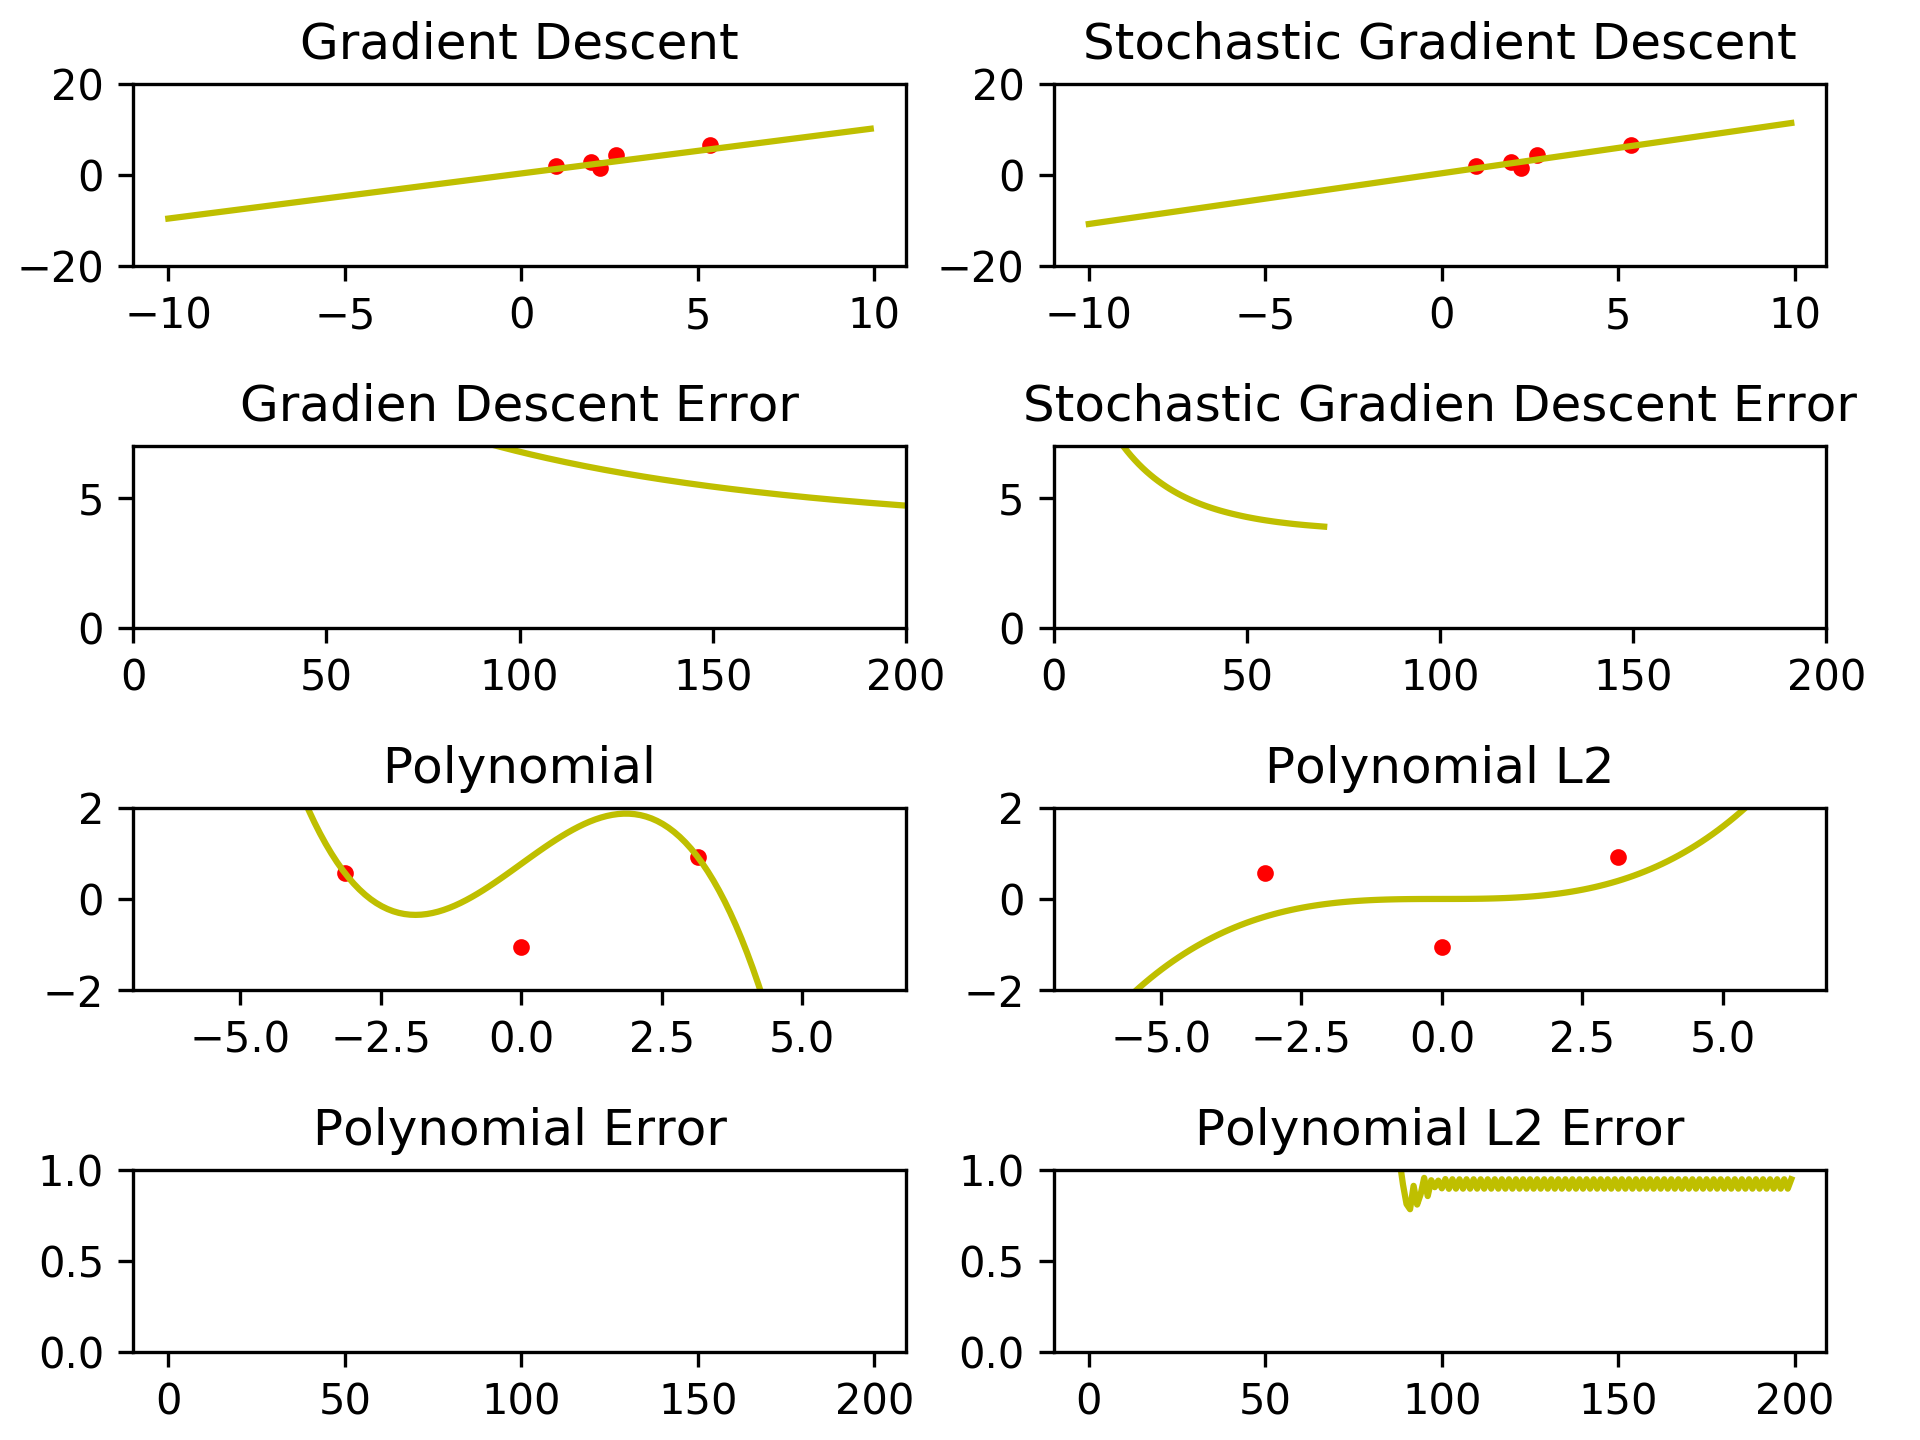 Gradient Descent
Stochastic Gradient Descent
20
0
−20
−10 −5 0 5 10
20
0
−20
−10 −5 0 5 10
Gradien Descent Error
Stochastic Gradien Descent Error
5
0
0 50 100 150 200
5
0
0 50 100 150 200
Polynomial
Polynomial L2
2
0
−2
−5.0 −2.5 0.0 2.5 5.0
2
0
−2
−5.0 −2.5 0.0 2.5 5.0
Polynomial Error
Polynomial L2 Error
1.0
0.5
0.0
0 50 100 150 200
1.0
0.5
0.0
0 50 100 150 200